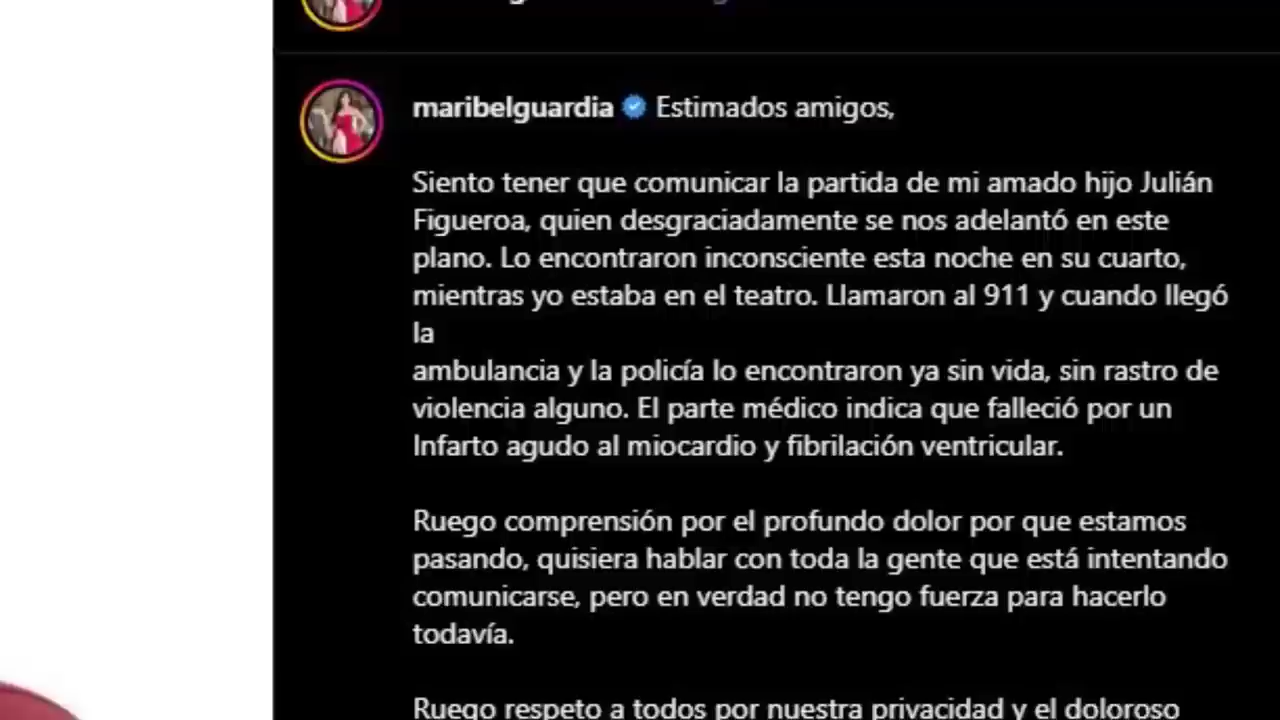 maribelguardia Estimados amigos,
Siento tener que comunicar la partida de mi amado hijo Julián
Figueroa, quien desgraciadamente se nos adelantó en este
plano. Lo encontraron inconsciente esta noche en su cuarto,
mientras yo estaba en el teatro. Llamaron al 911 y cuando llegó
la
ambulancia y la policía lo encontraron ya sin vida, sin rastro de
violencia alguno. El parte médico indica que falleció por un
Infarto agudo al miocardio y fibrilación ventricular.
Ruego comprensión por el profundo dolor por que estamos
pasando, quisiera hablar con toda la gente que está intentando
comunicarse, pero en verdad no tengo fuerza para hacerlo
todavía.
Ruego respeto a todos por nuestra privacidad y el doloroso